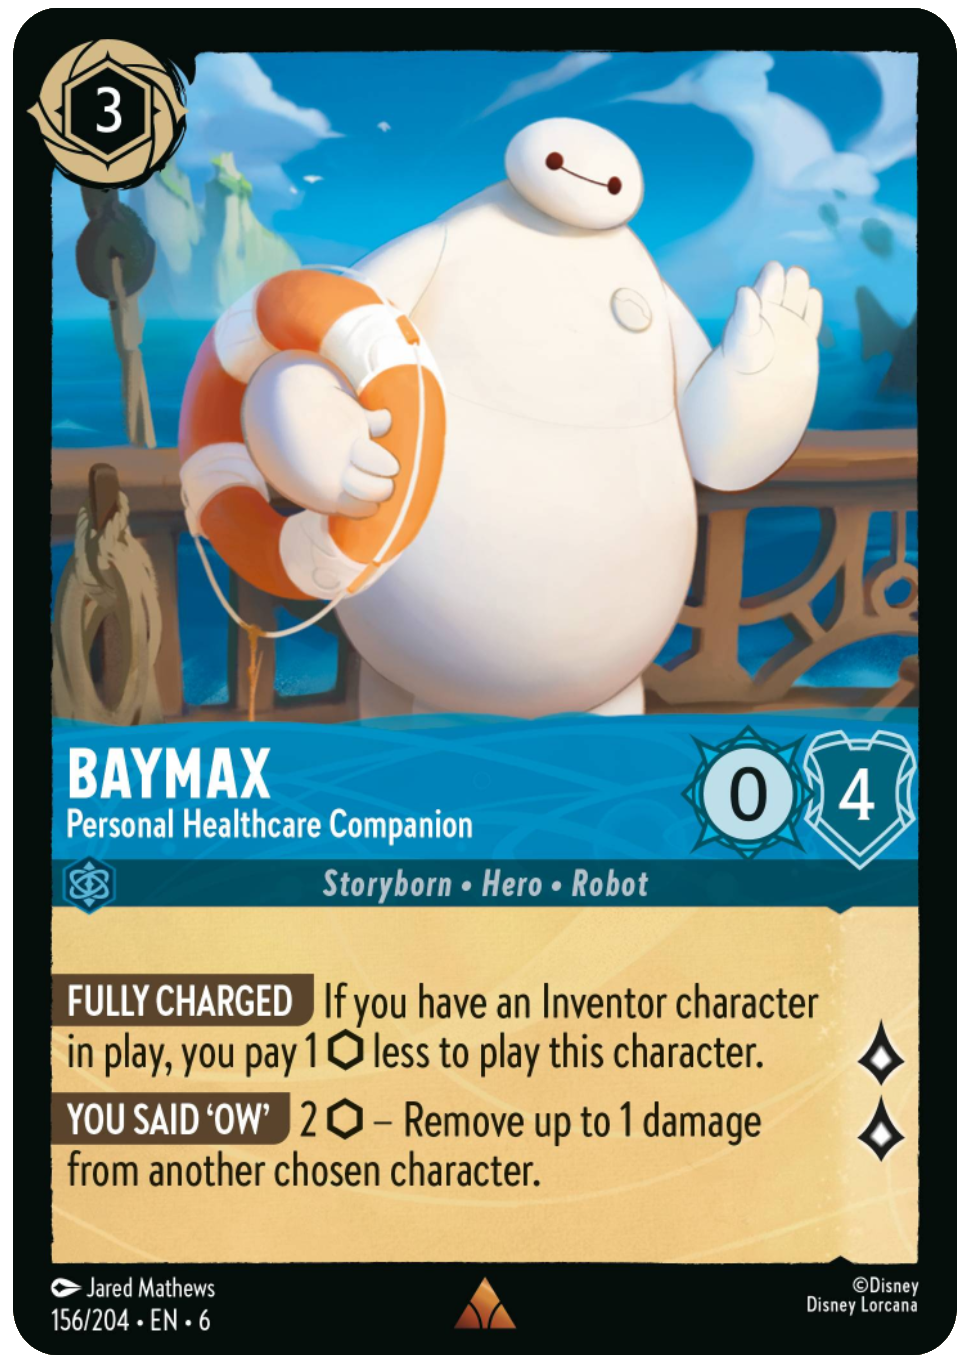 3
BAYMAX
Personal Healthcare Companion
0
4
Storyborn • Hero • Robot
FULLY CHARGED If you have an Inventor character
in play, you pay 1 ⬡ less to play this character.
YOU SAID ‘OW’ 2 ⬡ – Remove up to 1 damage
from another chosen character.
Jared Mathews
156/204 • EN • 6
©Disney
Disney Lorcana